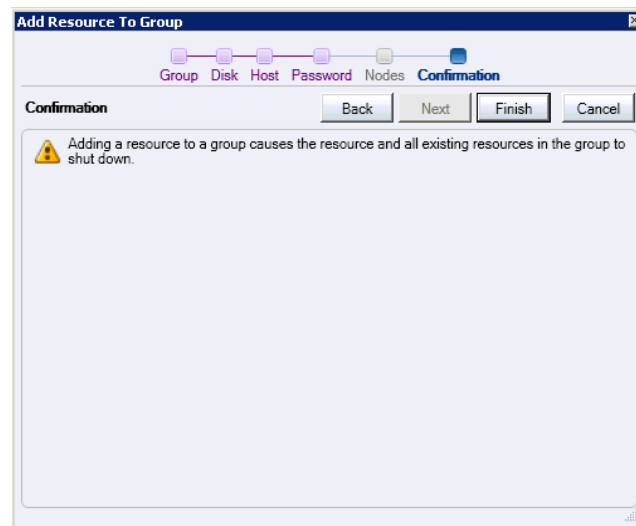 Add Resource To Group
Group Disk Host Password Nodes Confirmation
Confirmation Back Next Finish Cancel
Adding a resource to a group causes the resource and all existing resources in the group to
shut down.